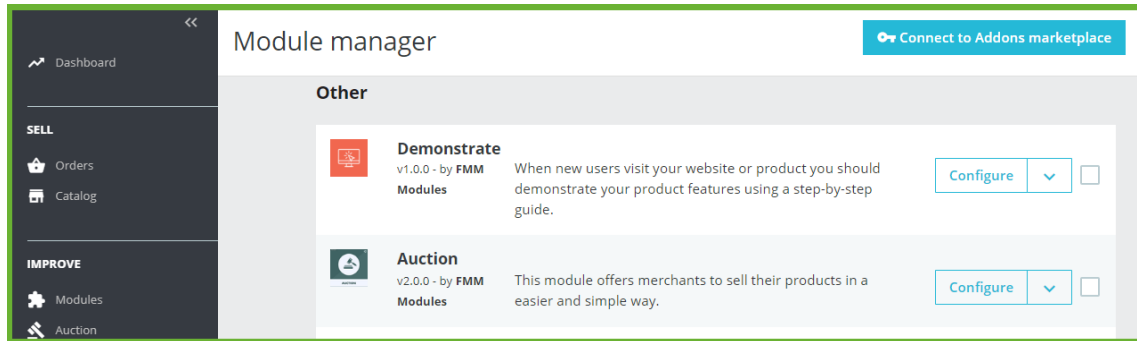 Module manager
Connect to Addons marketplace
Dashboard
SELL
Orders
Catalog
IMPROVE
Modules
Auction
Other
Demonstrate
v1.0.0 - by FMM
Modules
When new users visit your website or product you should
demonstrate your product features using a step-by-step
guide.
Configure
Auction
v2.0.0 - by FMM
Modules
This module offers merchants to sell their products in a
easier and simple way.
Configure